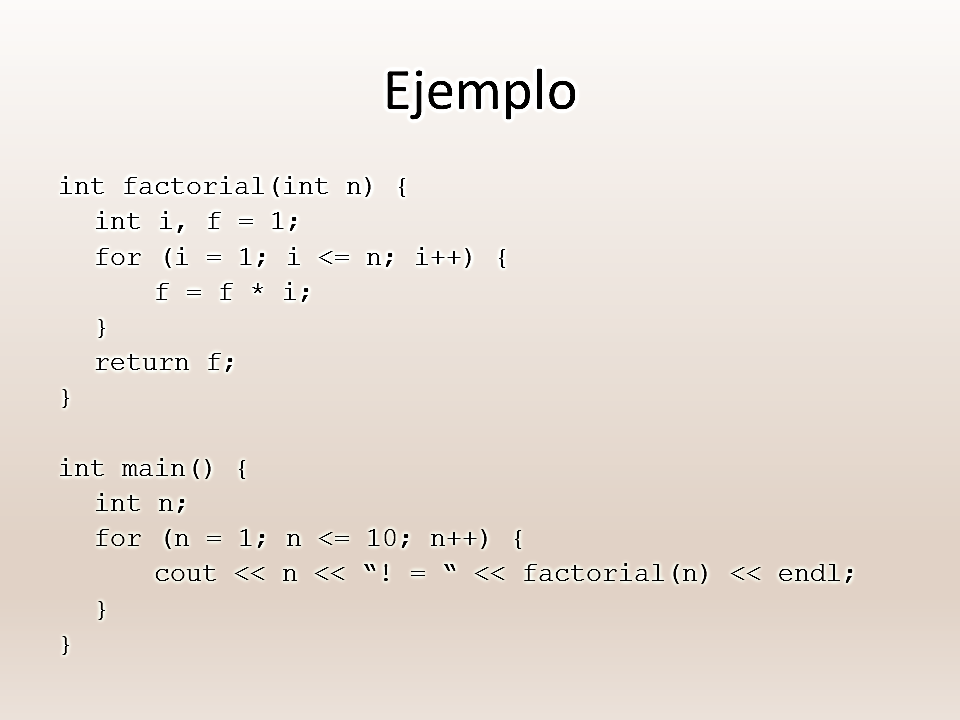 Ejemplo
int factorial(int n) {
int i, f = 1;
for (i = 1; i <= n; i++) {
f = f * i;
}
return f;
}
int main() {
int n;
for (n = 1; n <= 10; n++) {
cout << n << “! = “ << factorial(n) << endl;
}
}